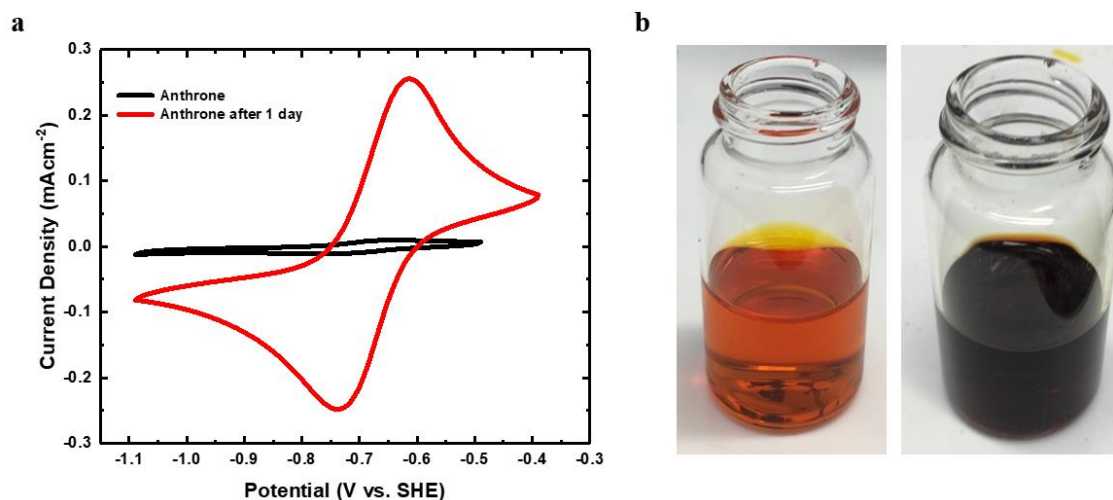 a
b
0.3
0.2
0.1
0.0
-0.1
-0.2
-0.3
Anthrone
Anthrone after 1 day
Current Density (mAcm⁻²)
-1.1 -1.0 -0.9 -0.8 -0.7 -0.6 -0.5 -0.4 -0.3
Potential (V vs. SHE)